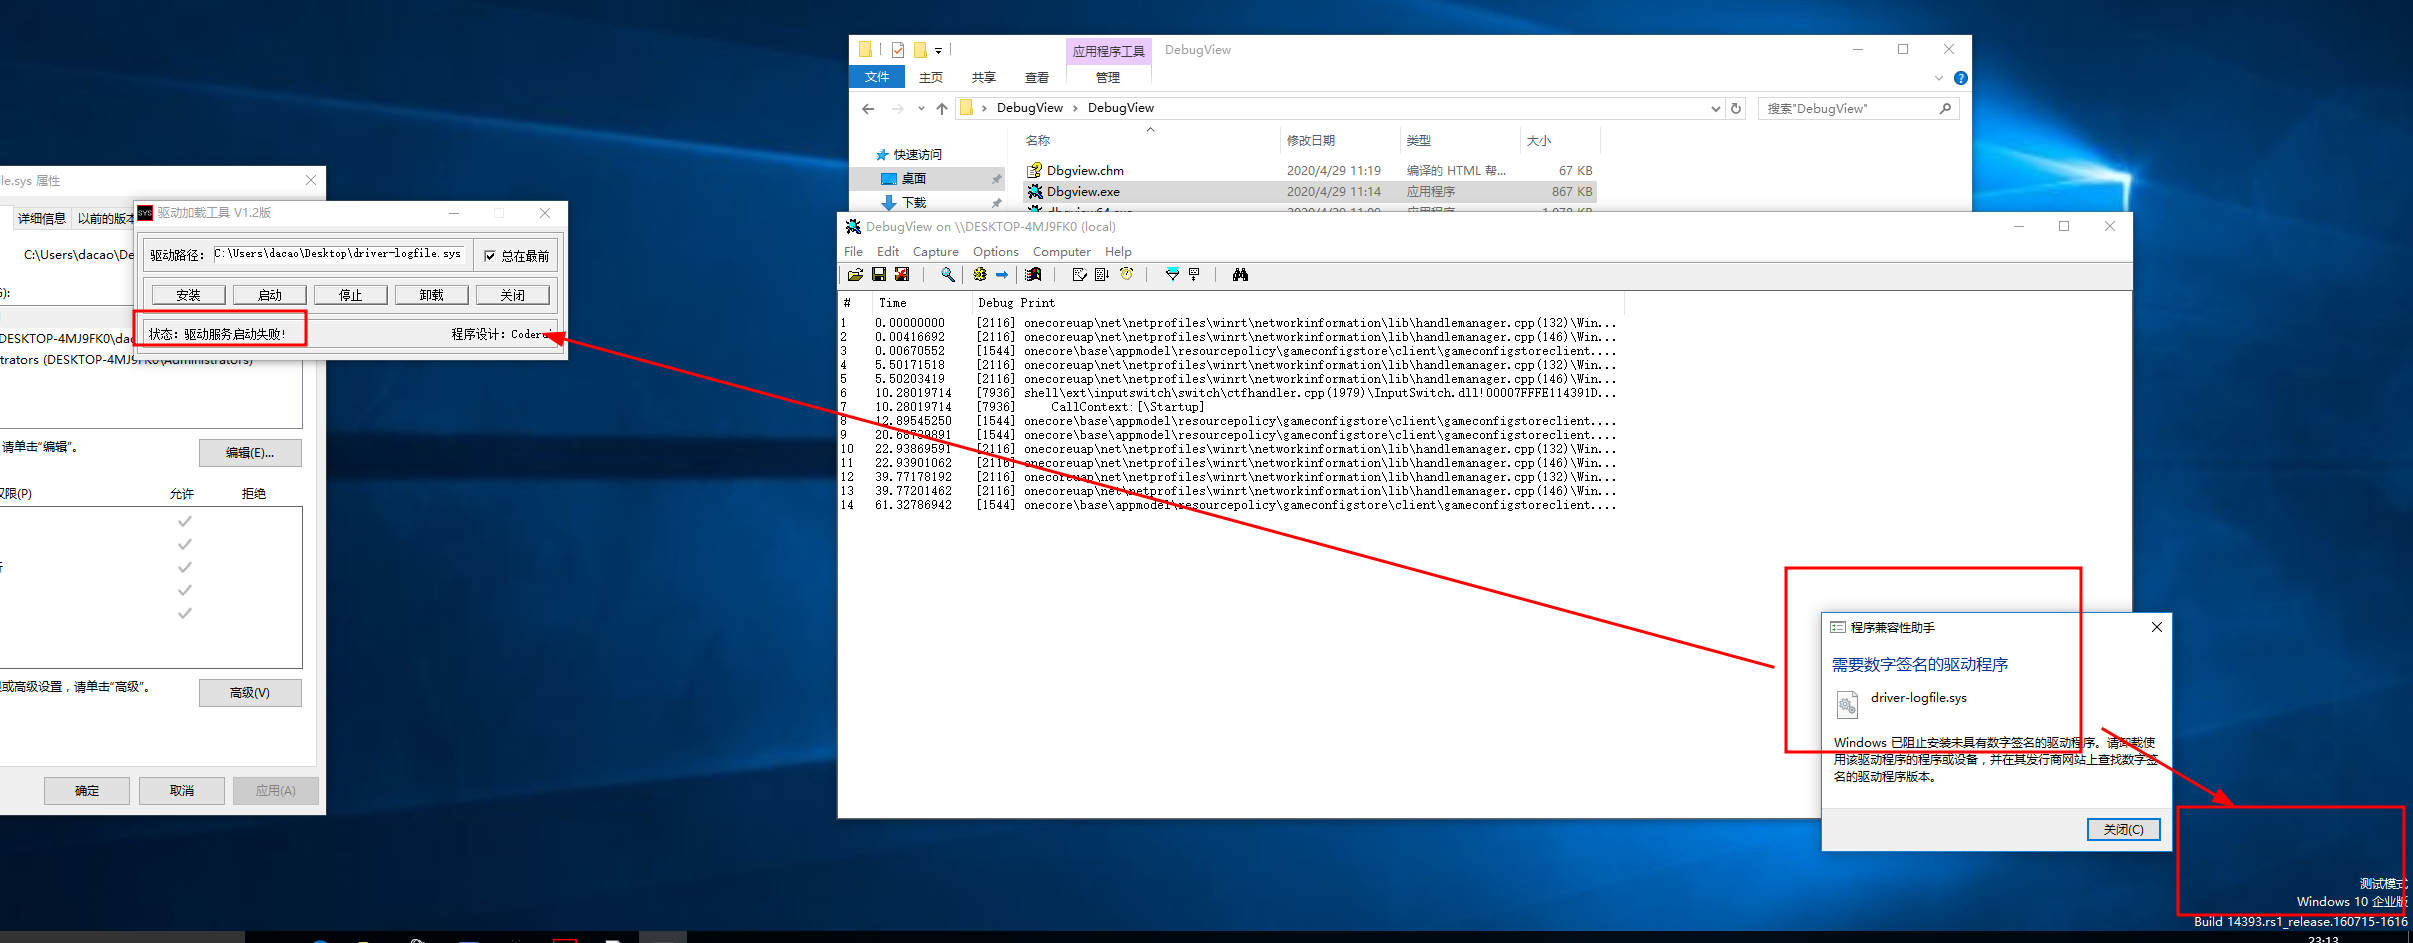 应用程序工具
DebugView
文件
主页
共享
查看
管理
DebugView
DebugView
搜索"DebugView"
名称
修改日期
类型
大小
快速访问
桌面
下载
Dbgview.chm
2020/4/29 11:19
编译的 HTML 帮...
67 KB
Dbgview.exe
2020/4/29 11:14
应用程序
867 KB
le.sys 属性
详细信息
以前的版本
C:\Users\dacao\De
DESKTOP-4MJ9FK0\dac
trators (DESKTOP-4MJ9FK0\Administrators)
请单击"编辑"。
编辑(E)...
权限(P)
允许
拒绝
或高级设置，请单击"高级"。
高级(V)
确定
取消
应用(A)
SYS
驱动加载工具 V1.2版
驱动路径：
C:\Users\dacao\Desktop\driver-logfile.sys
总在最前
安装
启动
停止
卸载
关闭
状态：驱动服务启动失败!
程序设计：Coder
DebugView on \\DESKTOP-4MJ9FK0 (local)
File
Edit
Capture
Options
Computer
Help
#
Time
Debug Print
1 0.00000000 [2116] onecoreuap\net\netprofiles\winrt\networkinformation\lib\handlemanager.cpp(132)\Win...
2 0.00416692 [2116] onecoreuap\net\netprofiles\winrt\networkinformation\lib\handlemanager.cpp(146)\Win...
3 0.00670552 [1544] onecore\base\appmodel\resourcepolicy\gameconfigstore\client\gameconfigstoreclient....
4 5.50171518 [2116] onecoreuap\net\netprofiles\winrt\networkinformation\lib\handlemanager.cpp(132)\Win...
5 5.50203419 [2116] onecoreuap\net\netprofiles\winrt\networkinformation\lib\handlemanager.cpp(146)\Win...
6 10.28019714 [7936] shell\ext\inputswitch\switch\ctfhandler.cpp(1979)\InputSwitch.dll!00007FFFE114391D...
7 10.28019714 [7936] CallContext:[\Startup]
8 12.89545250 [1544] onecore\base\appmodel\resourcepolicy\gameconfigstore\client\gameconfigstoreclient....
9 20.68739891 [1544] onecore\base\appmodel\resourcepolicy\gameconfigstore\client\gameconfigstoreclient....
10 22.93869591 [2116] onecoreuap\net\netprofiles\winrt\networkinformation\lib\handlemanager.cpp(132)\Win...
11 22.93901062 [2116] onecoreuap\net\netprofiles\winrt\networkinformation\lib\handlemanager.cpp(146)\Win...
12 39.77178192 [2116] onecoreuap\net\netprofiles\winrt\networkinformation\lib\handlemanager.cpp(132)\Win...
13 39.77201462 [2116] onecoreuap\net\netprofiles\winrt\networkinformation\lib\handlemanager.cpp(146)\Win...
14 61.32786942 [1544] onecore\base\appmodel\resourcepolicy\gameconfigstore\client\gameconfigstoreclient....
程序兼容性助手
需要数字签名的驱动程序
driver-logfile.sys
Windows 已阻止安装未具有数字签名的驱动程序。请卸载使
用该驱动程序的程序或设备，并在其发行商网站上查找数字签
名的驱动程序版本。
关闭(C)
测试模式
Windows 10 企业版
Build 14393.rs1_release.160715-1616
23:13